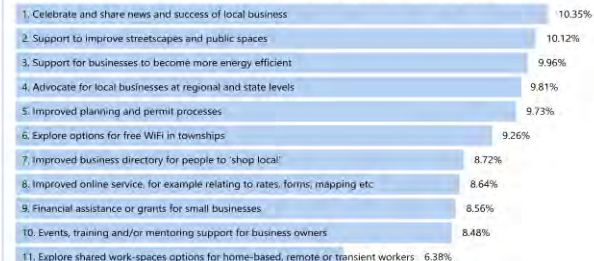 1. Celebrate and share news and success of local business 10.35%
2. Support to improve streetscapes and public spaces 10.12%
3. Support for businesses to become more energy efficient 9.96%
4. Advocate for local businesses at regional and state levels 9.81%
5. Improved planning and permit processes 9.73%
6. Explore options for free WiFi in townships 9.26%
7. Improved business directory for people to 'shop local' 8.72%
8. Improved online service, for example relating to rates, forms, mapping etc 8.64%
9. Financial assistance or grants for small businesses 8.56%
10. Events, training and/or mentoring support for business owners 8.48%
11. Explore shared work-spaces options for home-based, remote or transient workers 6.38%